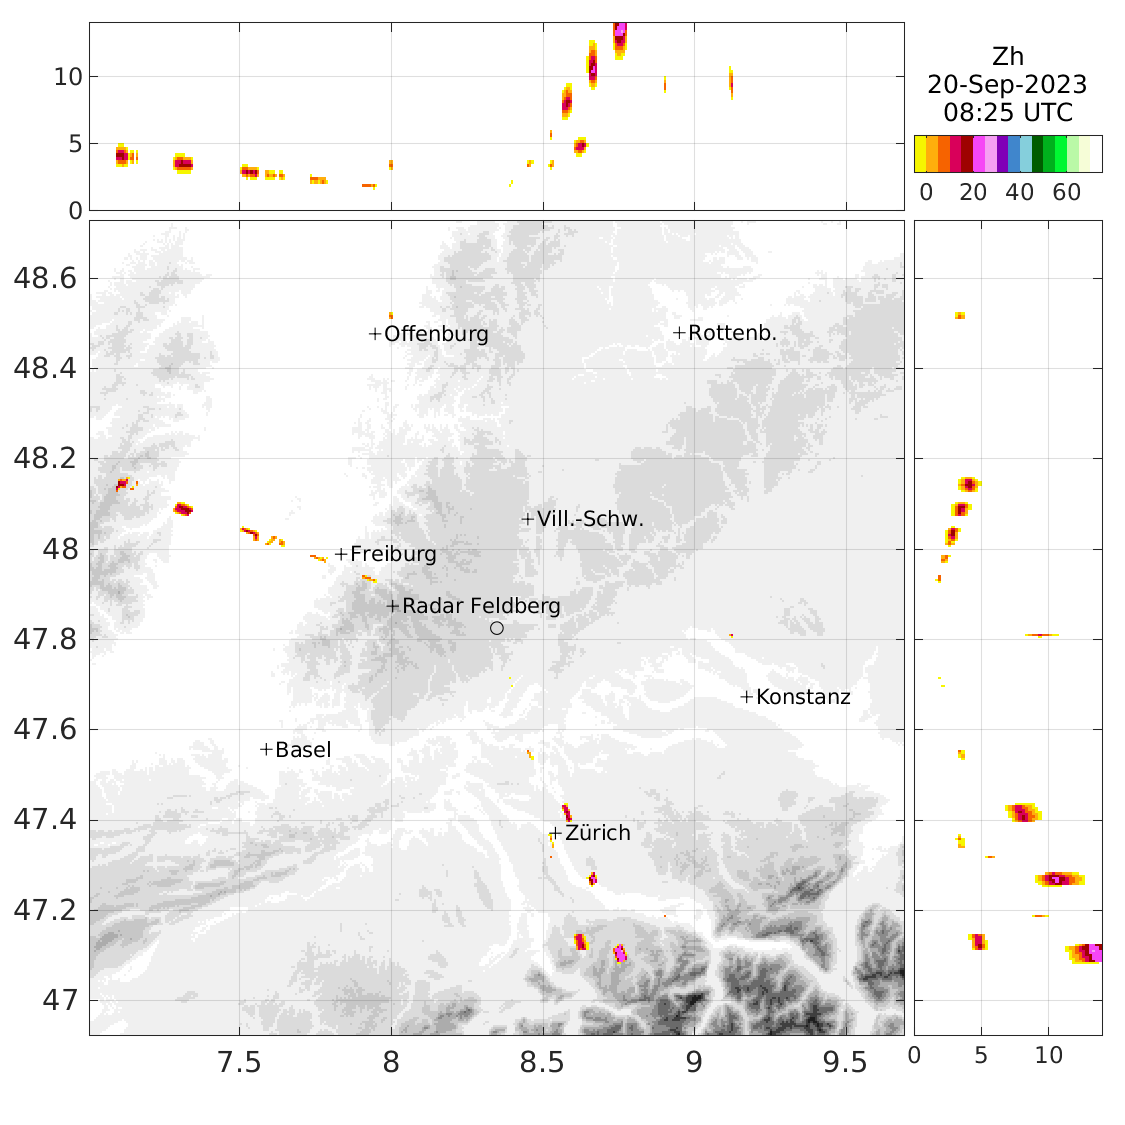 Zh
20-Sep-2023
08:25 UTC
0 20 40 60
10
5
0
48.6
48.4
48.2
48
47.8
47.6
47.4
47.2
47
Offenburg
Rottenb.
Vill.-Schw.
Freiburg
Radar Feldberg
Konstanz
Basel
Zürich
7.5 8 8.5 9 9.5
0 5 10